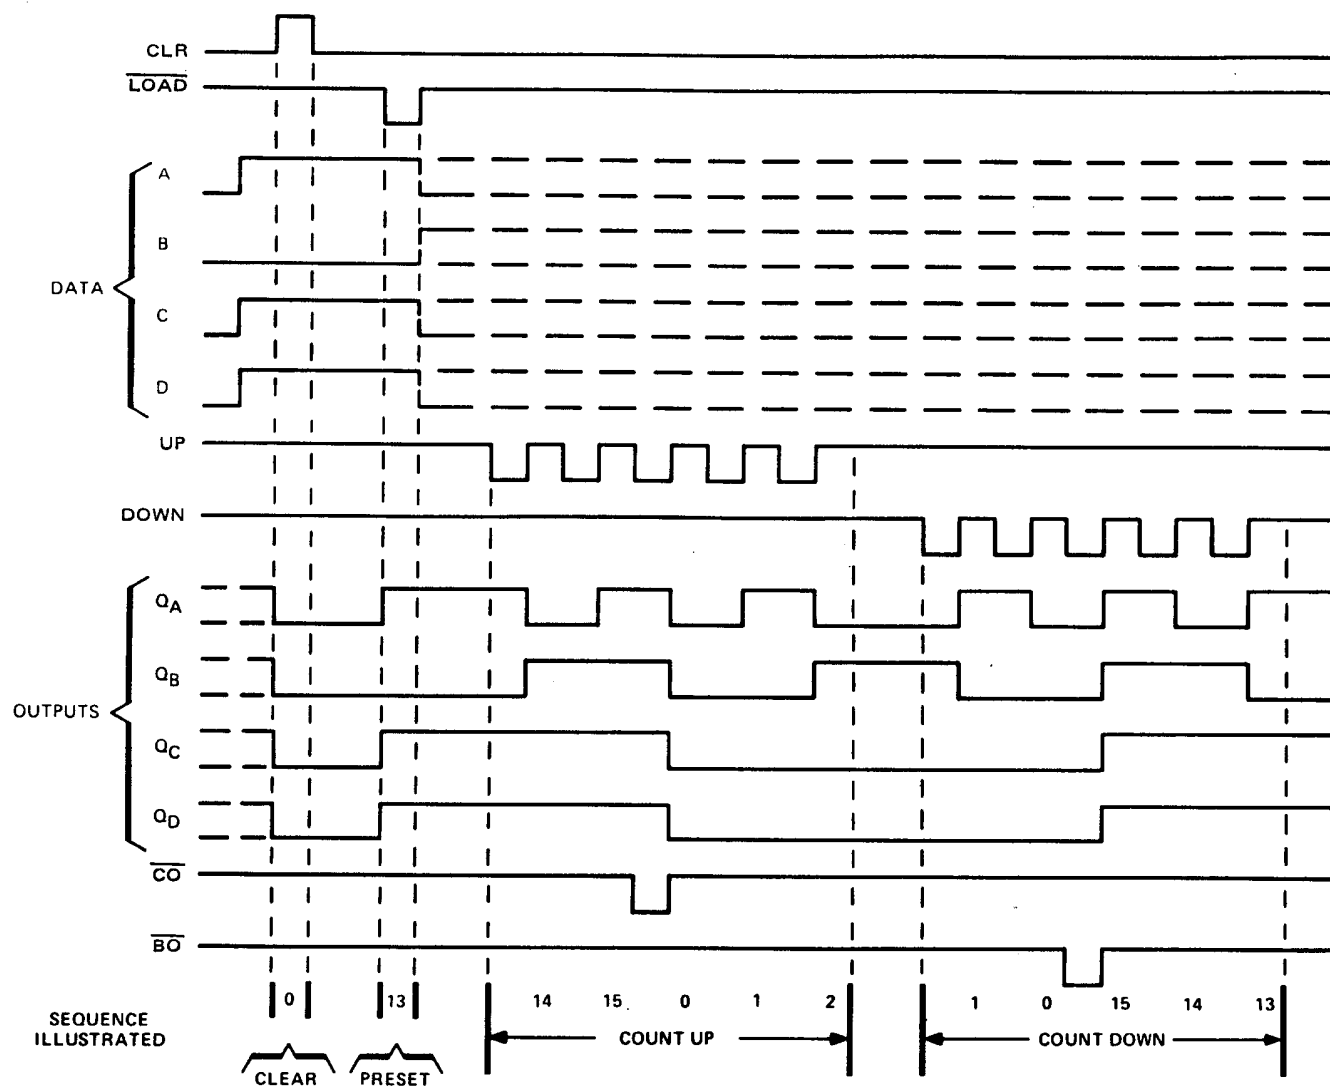 CLR
LOAD
A
B
DATA
C
D
UP
DOWN
QA
QB
OUTPUTS
QC
QD
CO
BO
SEQUENCE
ILLUSTRATED
0 13 14 15 0 1 2 1 0 15 14 13
COUNT UP COUNT DOWN
CLEAR PRESET